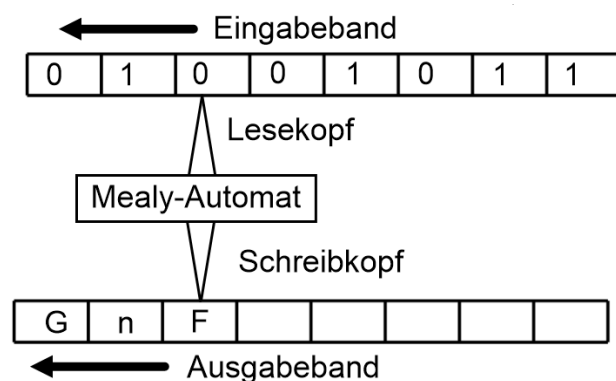 Eingabeband
0 1 0 0 1 0 1 1
Lesekopf
Mealy-Automat
Schreibkopf
G n F
Ausgabeband